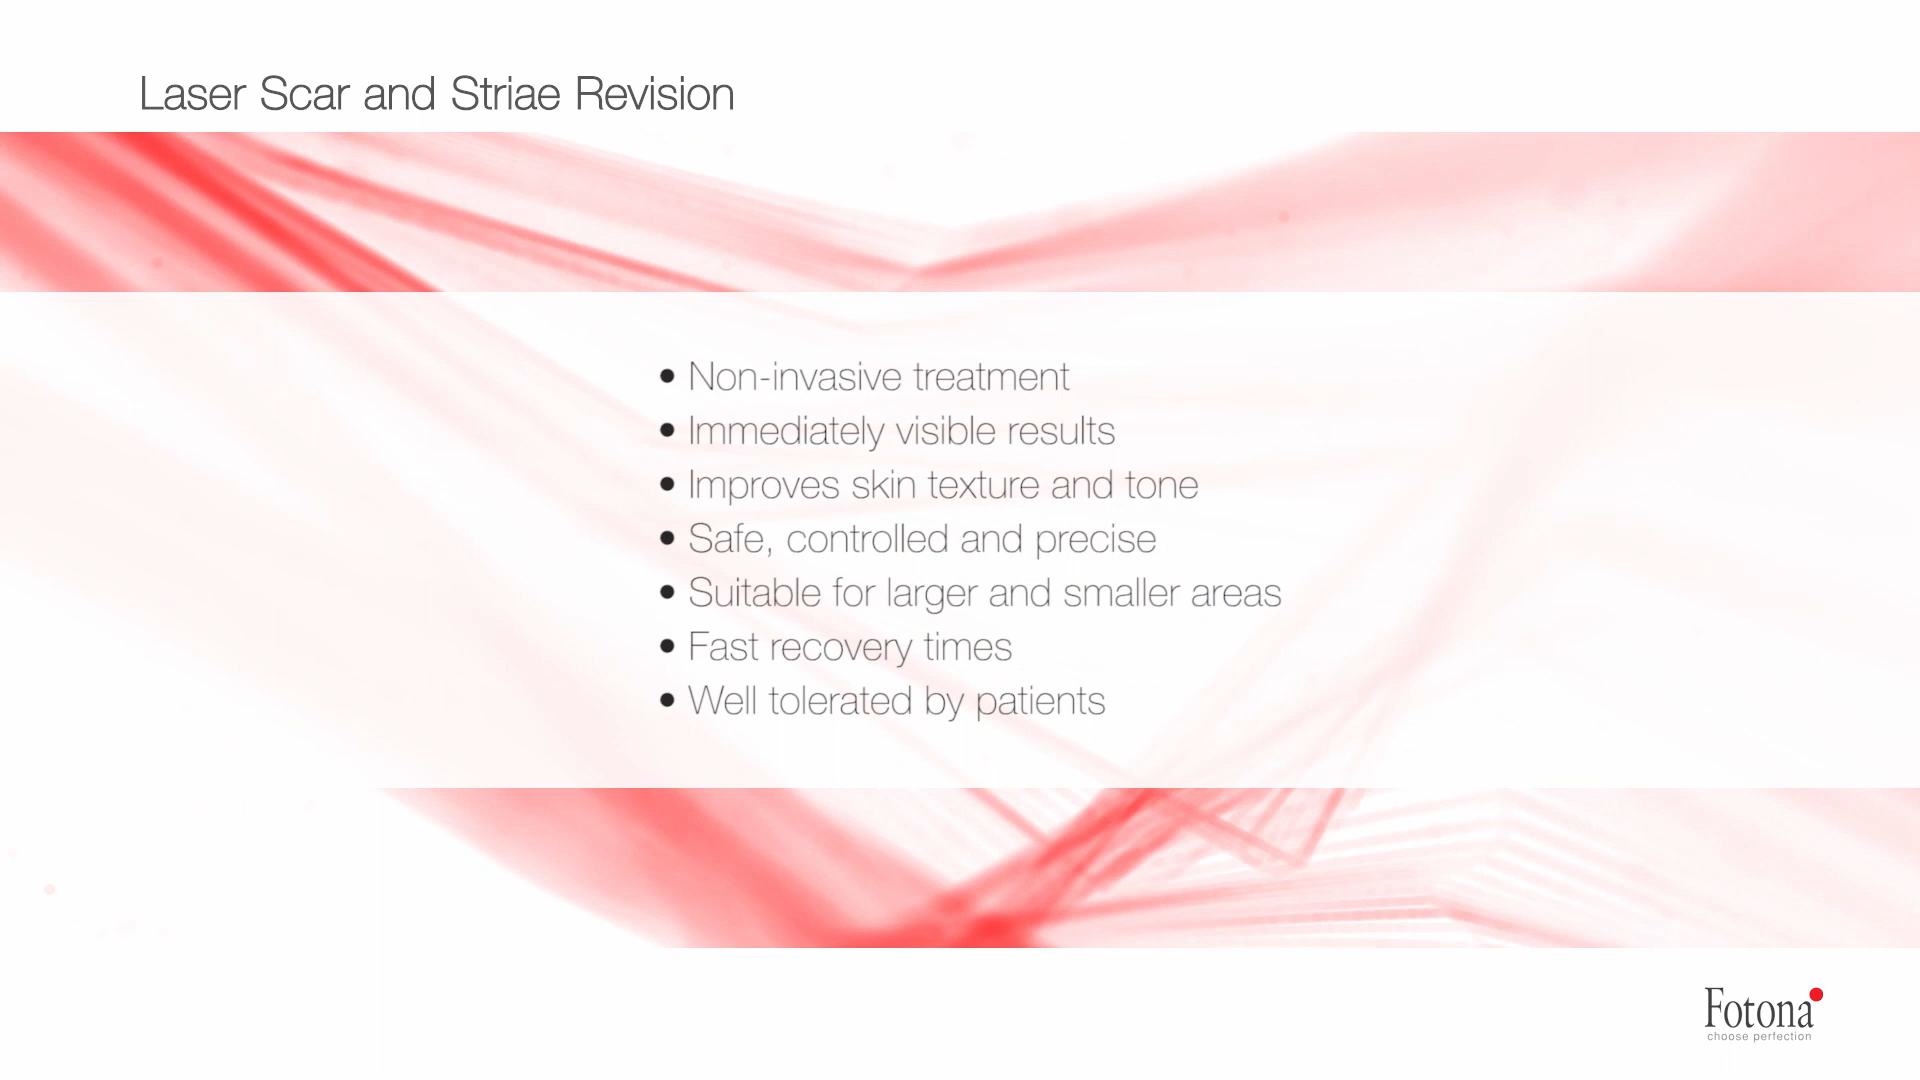 Laser Scar and Striae Revision
• Non-invasive treatment
• Immediately visible results
• Improves skin texture and tone
• Safe, controlled and precise
• Suitable for larger and smaller areas
• Fast recovery times
• Well tolerated by patients
Fotona
choose perfection